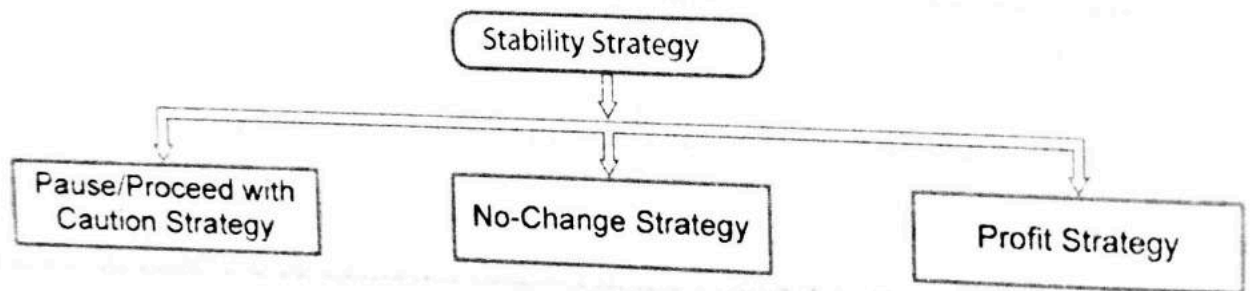 Stability Strategy
Pause/Proceed with
Caution Strategy
No-Change Strategy
Profit Strategy